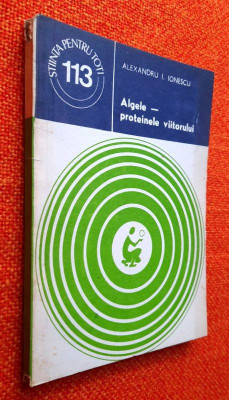 ȘTIINȚA PENTRU TOȚI
113
ALEXANDRU I. IONESCU
Algele —
proteinele viitorului